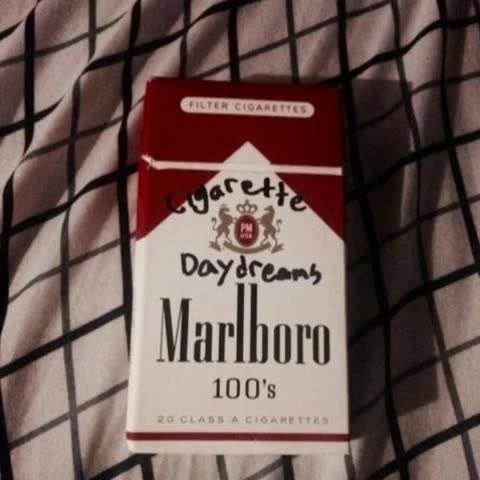 FILTER CIGARETTES
Cigarette
PM
USA
Daydreams
Marlboro
100's
20 CLASS A CIGARETTES